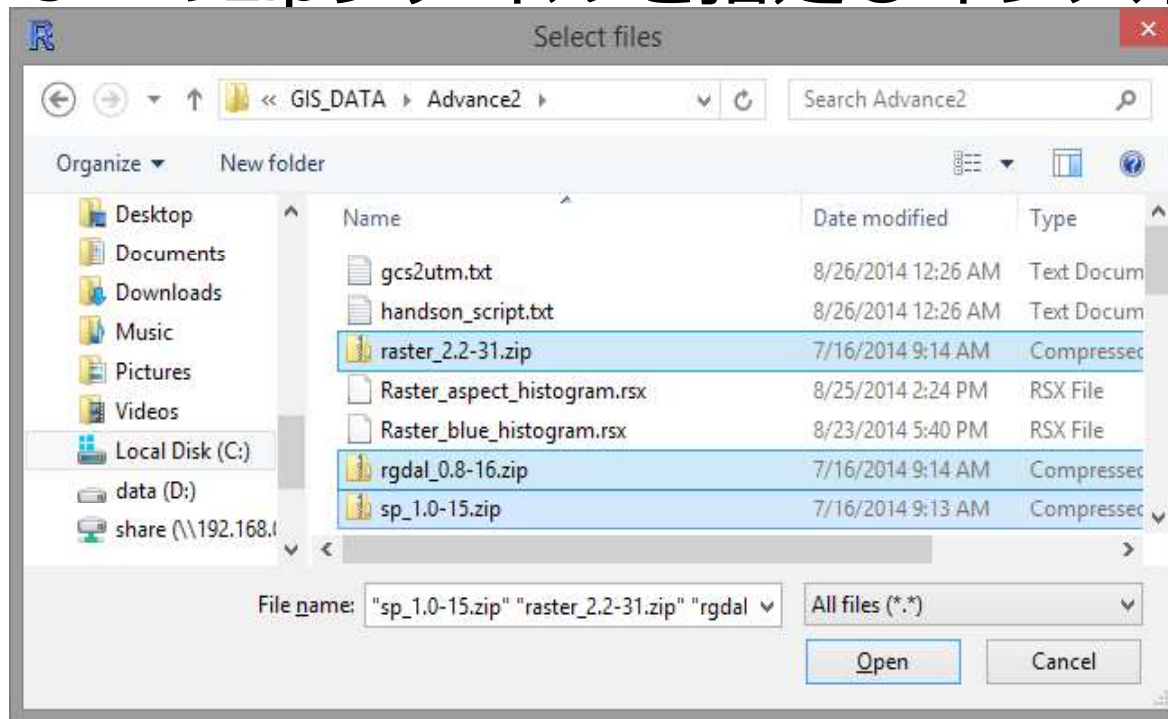 Select files
« GIS_DATA ▸ Advance2 ▸ Search Advance2
Organize ▾ New folder
Name Date modified Type
Desktop
Documents
Downloads
Music
Pictures
Videos
Local Disk (C:)
data (D:)
share (\\192.168.
gcs2utm.txt 8/26/2014 12:26 AM Text Docum
handson_script.txt 8/26/2014 12:26 AM Text Docum
raster_2.2-31.zip 7/16/2014 9:14 AM Compressed
Raster_aspect_histogram.rsx 8/25/2014 2:24 PM RSX File
Raster_blue_histogram.rsx 8/23/2014 5:40 PM RSX File
rgdal_0.8-16.zip 7/16/2014 9:14 AM Compressed
sp_1.0-15.zip 7/16/2014 9:13 AM Compressed
File name: "sp_1.0-15.zip" "raster_2.2-31.zip" "rgdal All files (*.*)
Open Cancel